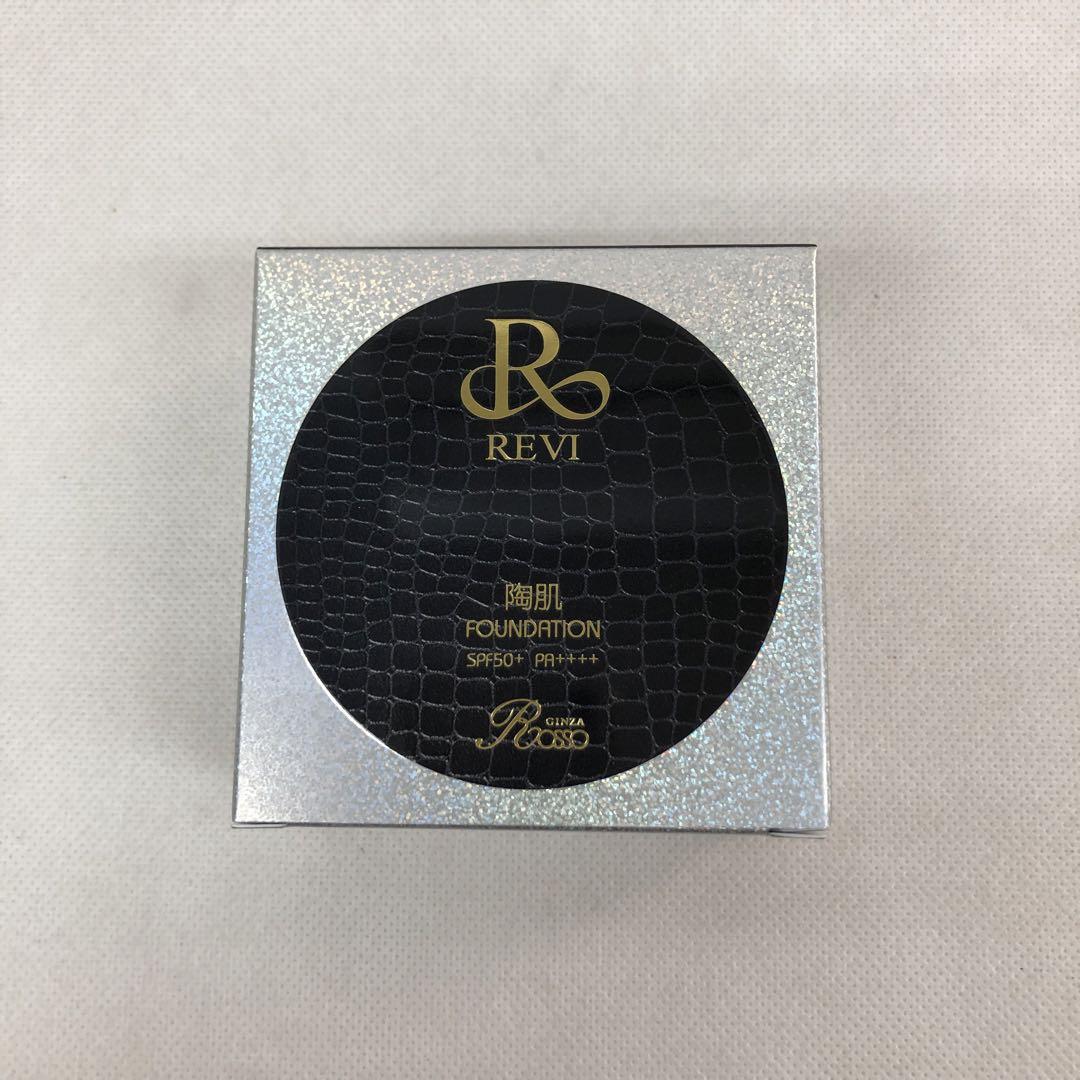 R
REVI
陶肌
FOUNDATION
SPF50+ PA++++
GINZA
Rosso